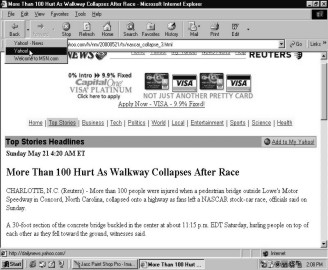 More Than 100 Hurt As Walkway Collapses After Race - Microsoft Internet Explorer
File Edit View Favorites Tools Help
Back Forward Stop Refresh Home Search Favorites History Mail Print Edit
Yahoo! - News
Yahoo!
Welcome to MSN.com
Go Links
NEWS REUTERS
0% Intro 9.9% Fixed
Capital One
VISA PLATINUM
Click here to apply
NOT JUST ANOTHER PRETTY CARD
Apply Now - VISA - 9.9% Fixed!
Home | Top Stories | Business | Tech | Politics | World | Local | Entertainment | Sports | Science | Health
Top Stories Headlines Add to My Yahoo!
Sunday May 21 4:20 AM ET
More Than 100 Hurt As Walkway Collapses After Race
CHARLOTTE, N.C. (Reuters) - More than 100 people were injured when a pedestrian bridge outside Lowe's Motor
Speedway in Concord, North Carolina, collapsed onto a highway as fans left a NASCAR stock-car race, officials said on
Sunday.
A 30-foot section of the concrete bridge buckled in the center at about 11:15 p.m. EDT Saturday, hurling people on top of
each other as they fell toward the ground, witnesses said.
http://dailynews.yahoo.com/ Internet
Start Jasc Paint Shop Pro - Ima... More Than 100 Hurt ... 2:08 PM